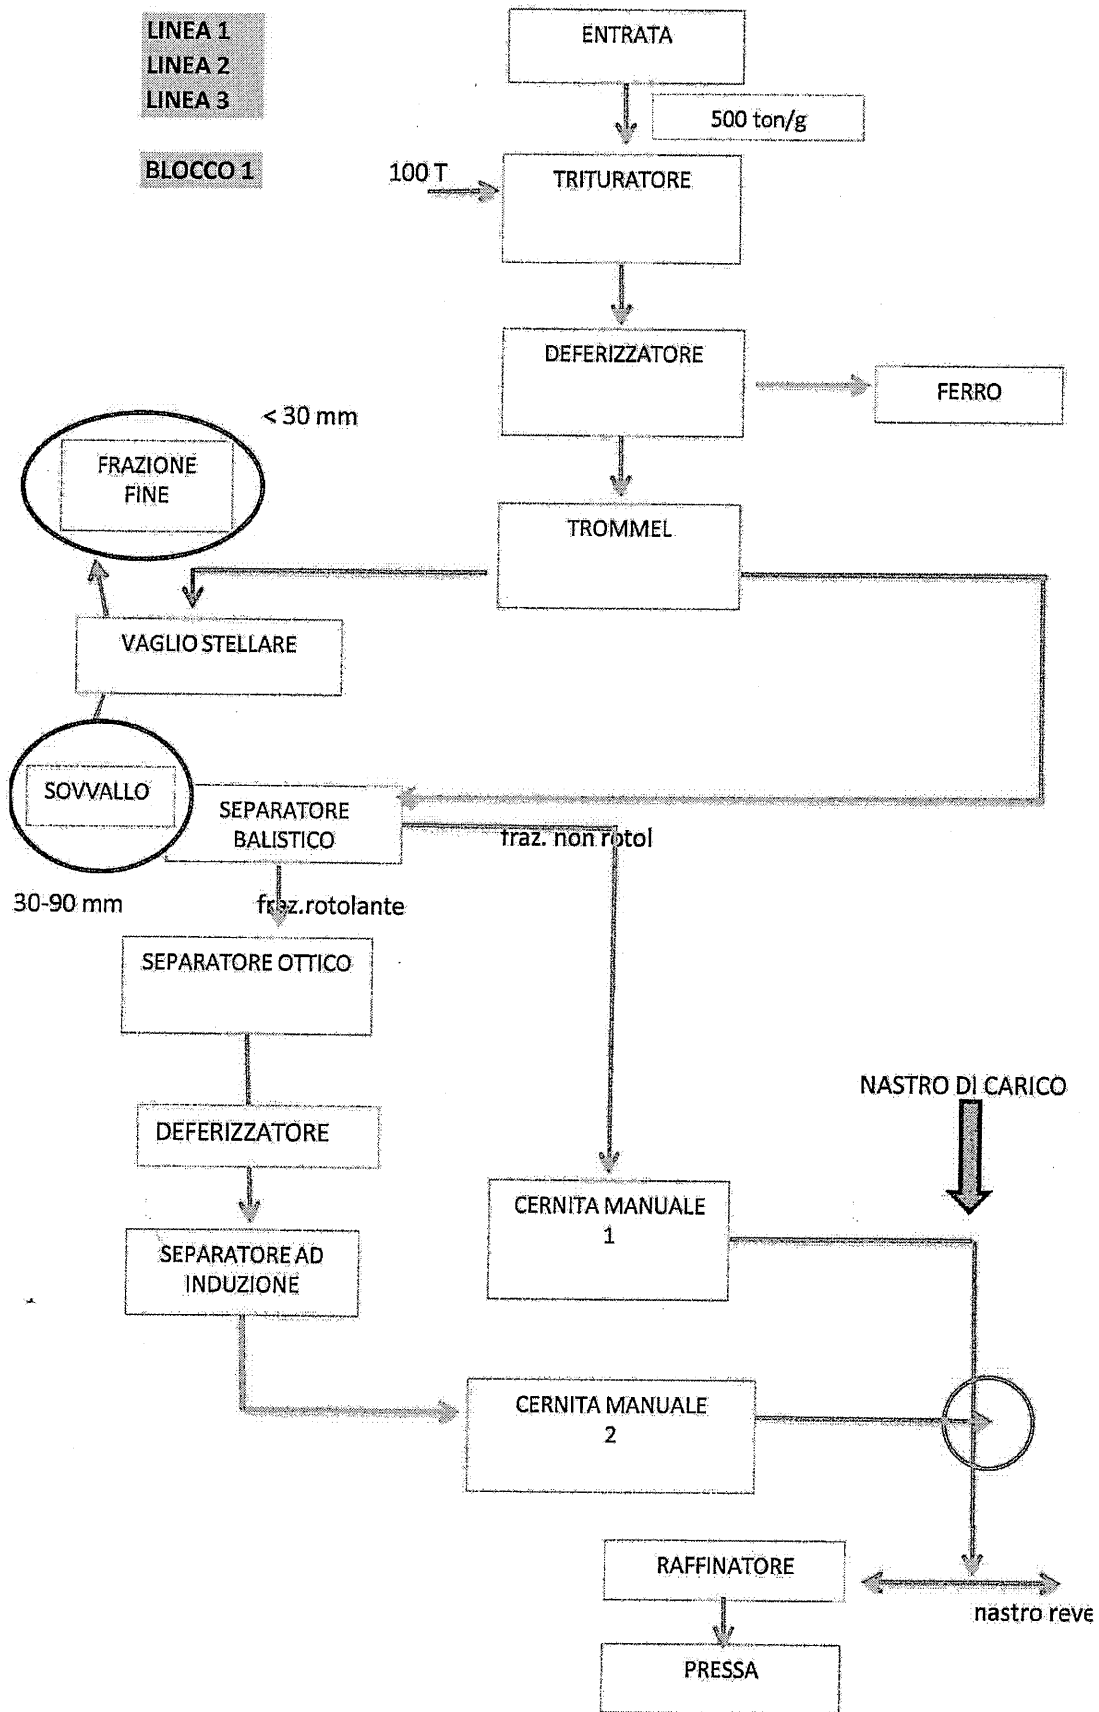 LINEA 1
LINEA 2
LINEA 3
ENTRATA
500 ton/g
BLOCCO 1
100 T
TRITURATORE
DEFERIZZATORE
FERRO
< 30 mm
FRAZIONE
FINE
TROMMEL
VAGLIO STELLARE
SOVVALLO
SEPARATORE
BALISTICO
fraz. non rotol
30-90 mm
fraz.rotolante
SEPARATORE OTTICO
NASTRO DI CARICO
DEFERIZZATORE
CERNITA MANUALE
1
SEPARATORE AD
INDUZIONE
CERNITA MANUALE
2
RAFFINATORE
nastro reve
PRESSA